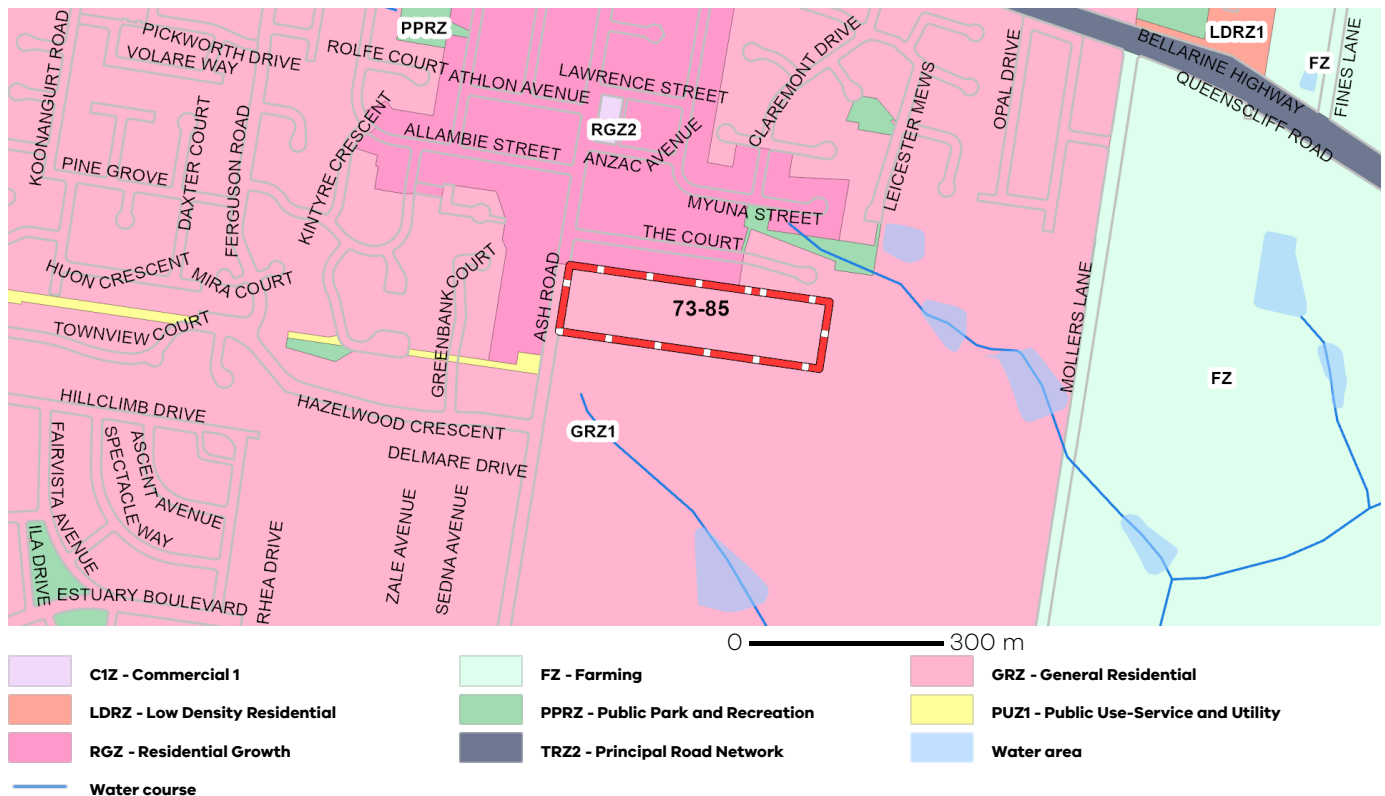 PPRZ
LDRZ1
KOONANGURT ROAD
PICKWORTH DRIVE
VOLARE WAY
ROLFE COURT
ATHLON AVENUE
LAWRENCE STREET
CLAREMONT DRIVE
OPAL DRIVE
BELLARINE HIGHWAY
QUEENSCLIFF ROAD
FZ
FINES LANE
DAXTER COURT
FERGUSON ROAD
KINTYRE CRESCENT
ALLAMBIE STREET
RGZ2
ANZAC AVENUE
LEICESTER MEWS
PINE GROVE
MYUNA STREET
THE COURT
HUON CRESCENT
MIRA COURT
GREENBANK COURT
ASH ROAD
73-85
MOLLERS LANE
TOWNVIEW COURT
FZ
HILLCLIMB DRIVE
HAZELWOOD CRESCENT
GRZ1
FAIRVISTA AVENUE
SPECTACLE WAY
ASCENT AVENUE
DELMARE DRIVE
ILA DRIVE
ESTUARY BOULEVARD
RHEA DRIVE
ZALE AVENUE
SEDNA AVENUE
0 300 m
C1Z - Commercial 1
FZ - Farming
GRZ - General Residential
LDRZ - Low Density Residential
PPRZ - Public Park and Recreation
PUZ1 - Public Use-Service and Utility
RGZ - Residential Growth
TRZ2 - Principal Road Network
Water area
Water course